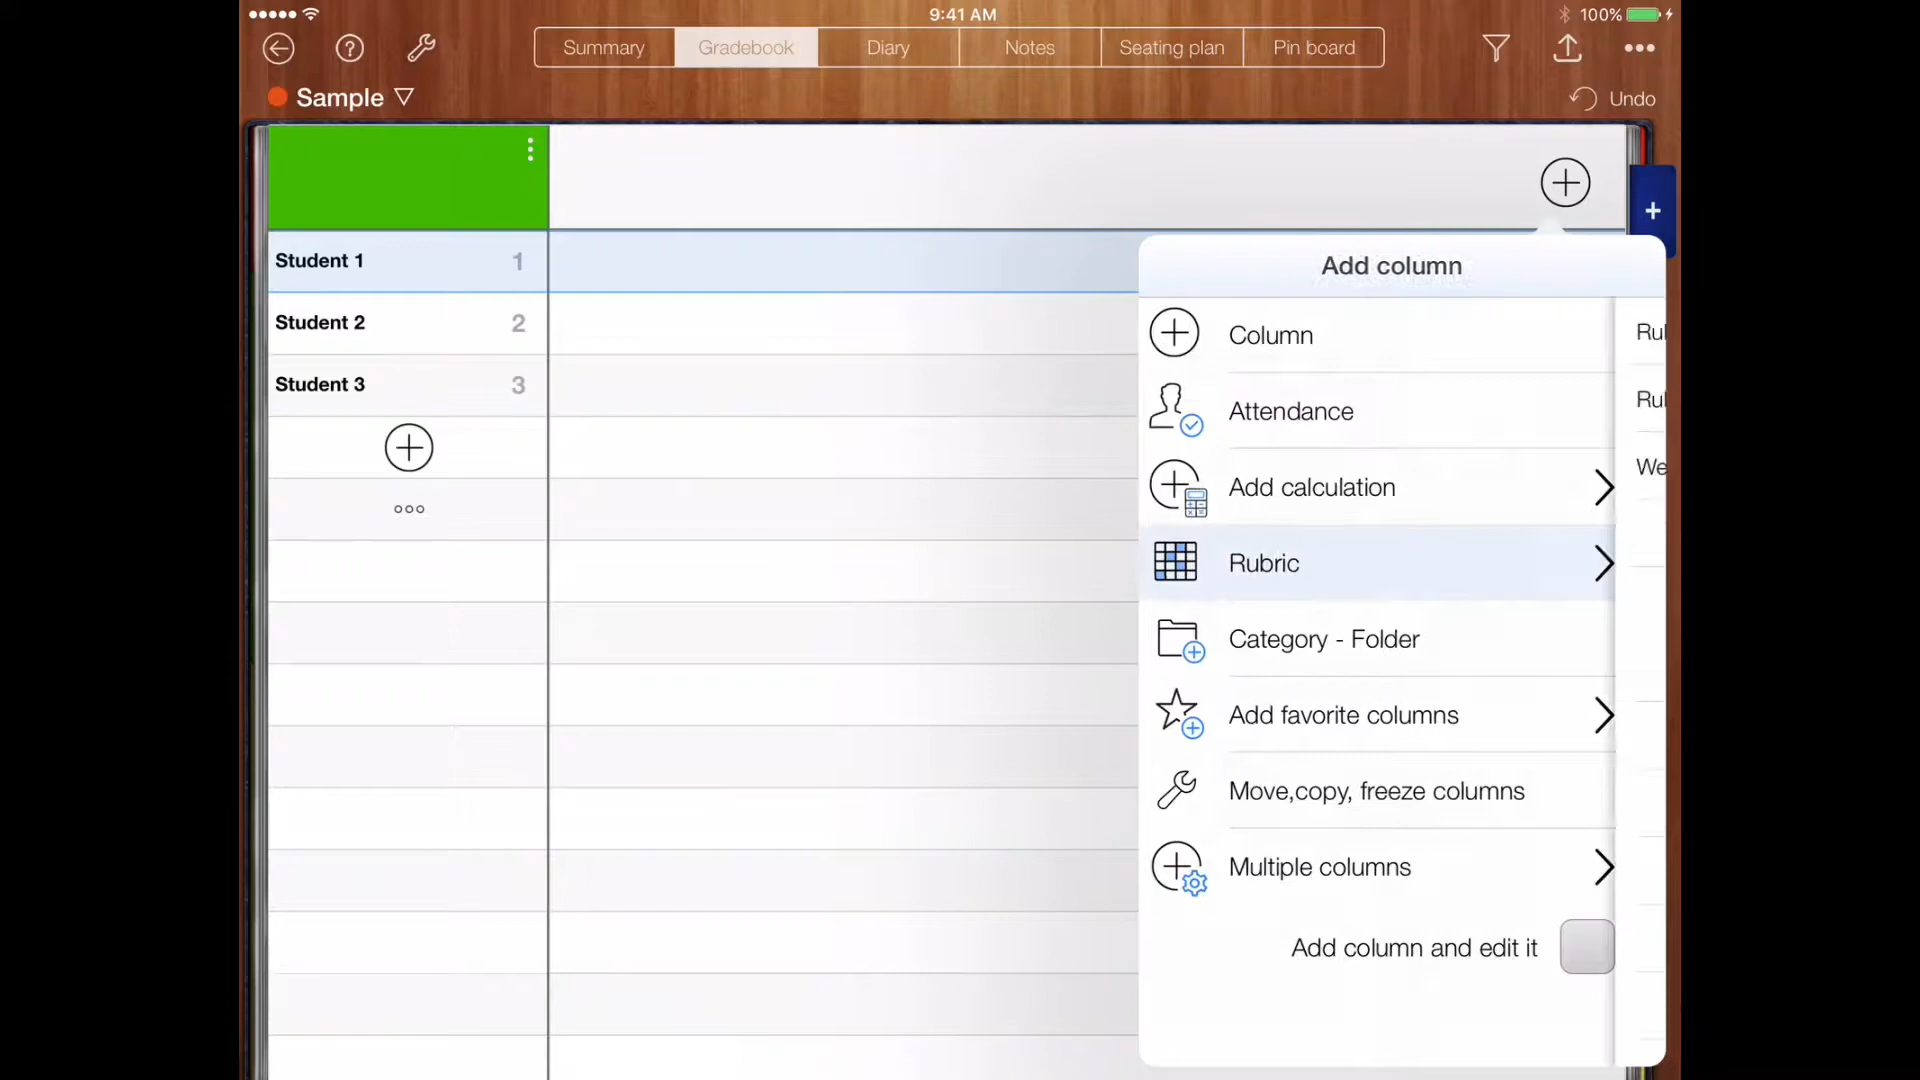 9:41 AM
100%
Summary
Gradebook
Diary
Notes
Seating plan
Pin board
Sample
Undo
Student 1 1
Student 2 2
Student 3 3
Add column
Column
Attendance
Add calculation
Rubric
Category - Folder
Add favorite columns
Move,copy, freeze columns
Multiple columns
Add column and edit it